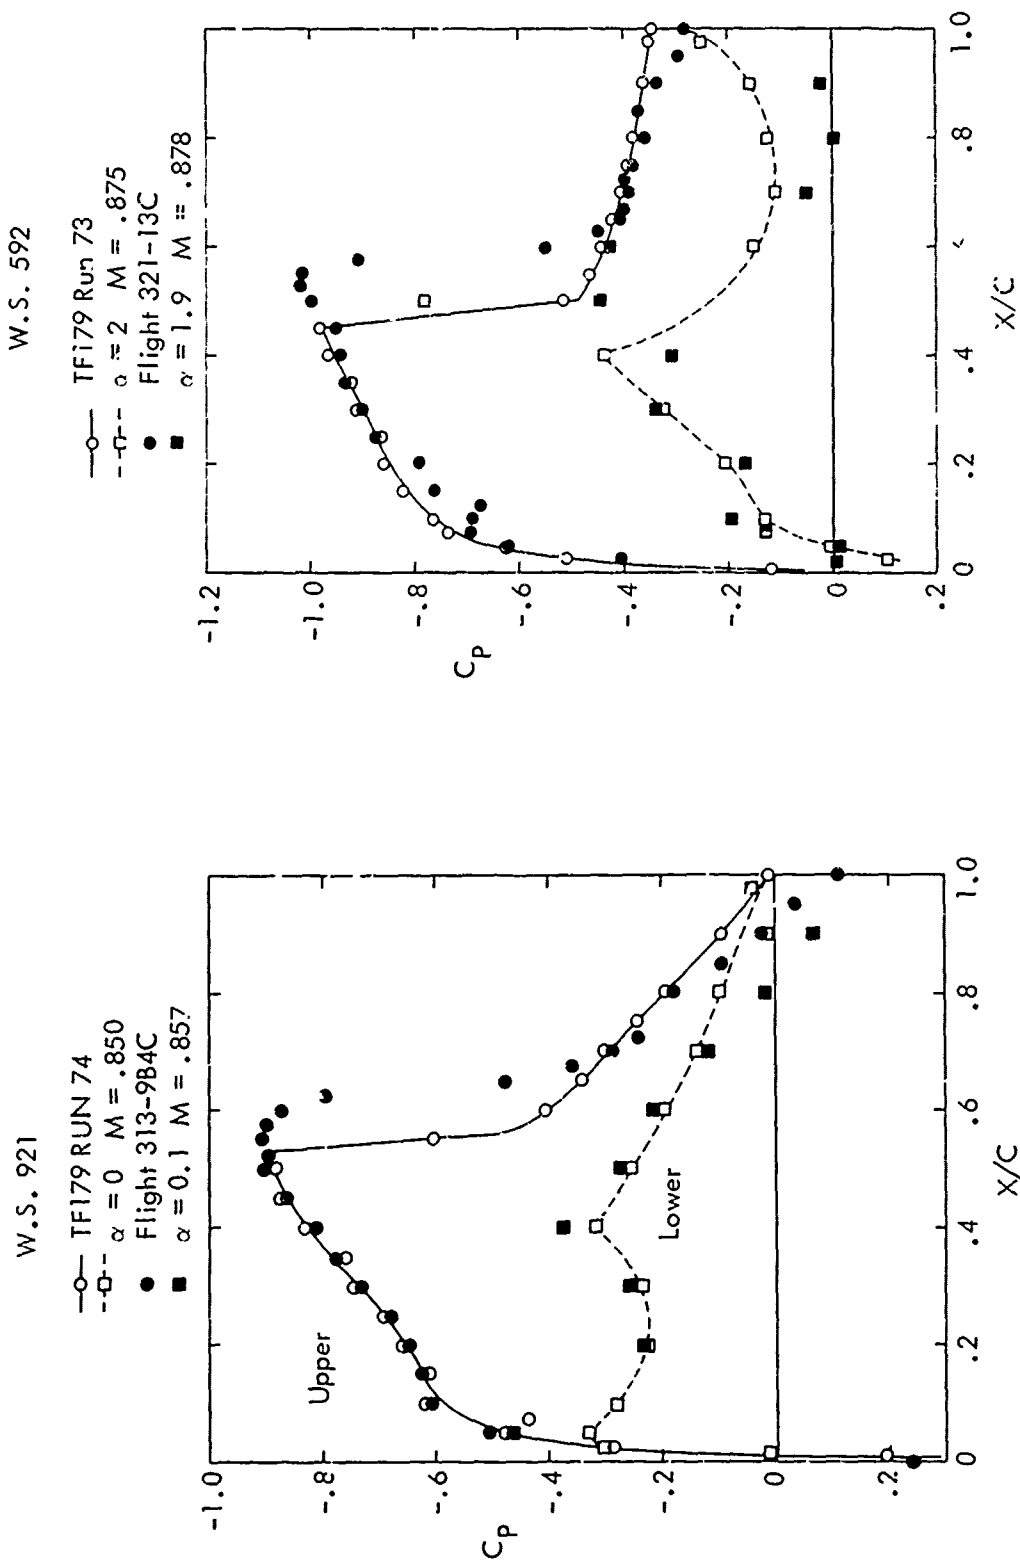 W.S. 921
TF179 RUN 74
α = 0 M = .850
Flight 313-9B4C
α = 0.1 M = .857
Upper
Lower
-1.0
-.8
-.6
-.4
-.2
0
.2
CP
0
.2
.4
.6
.8
1.0
X/C
W.S. 592
TF179 Run 73
α = 2 M = .875
Flight 321-13C
α = 1.9 M = .878
-1.2
-1.0
-.8
-.6
-.4
-.2
0
.2
CP
0
.2
.4
.8
1.0
X/C